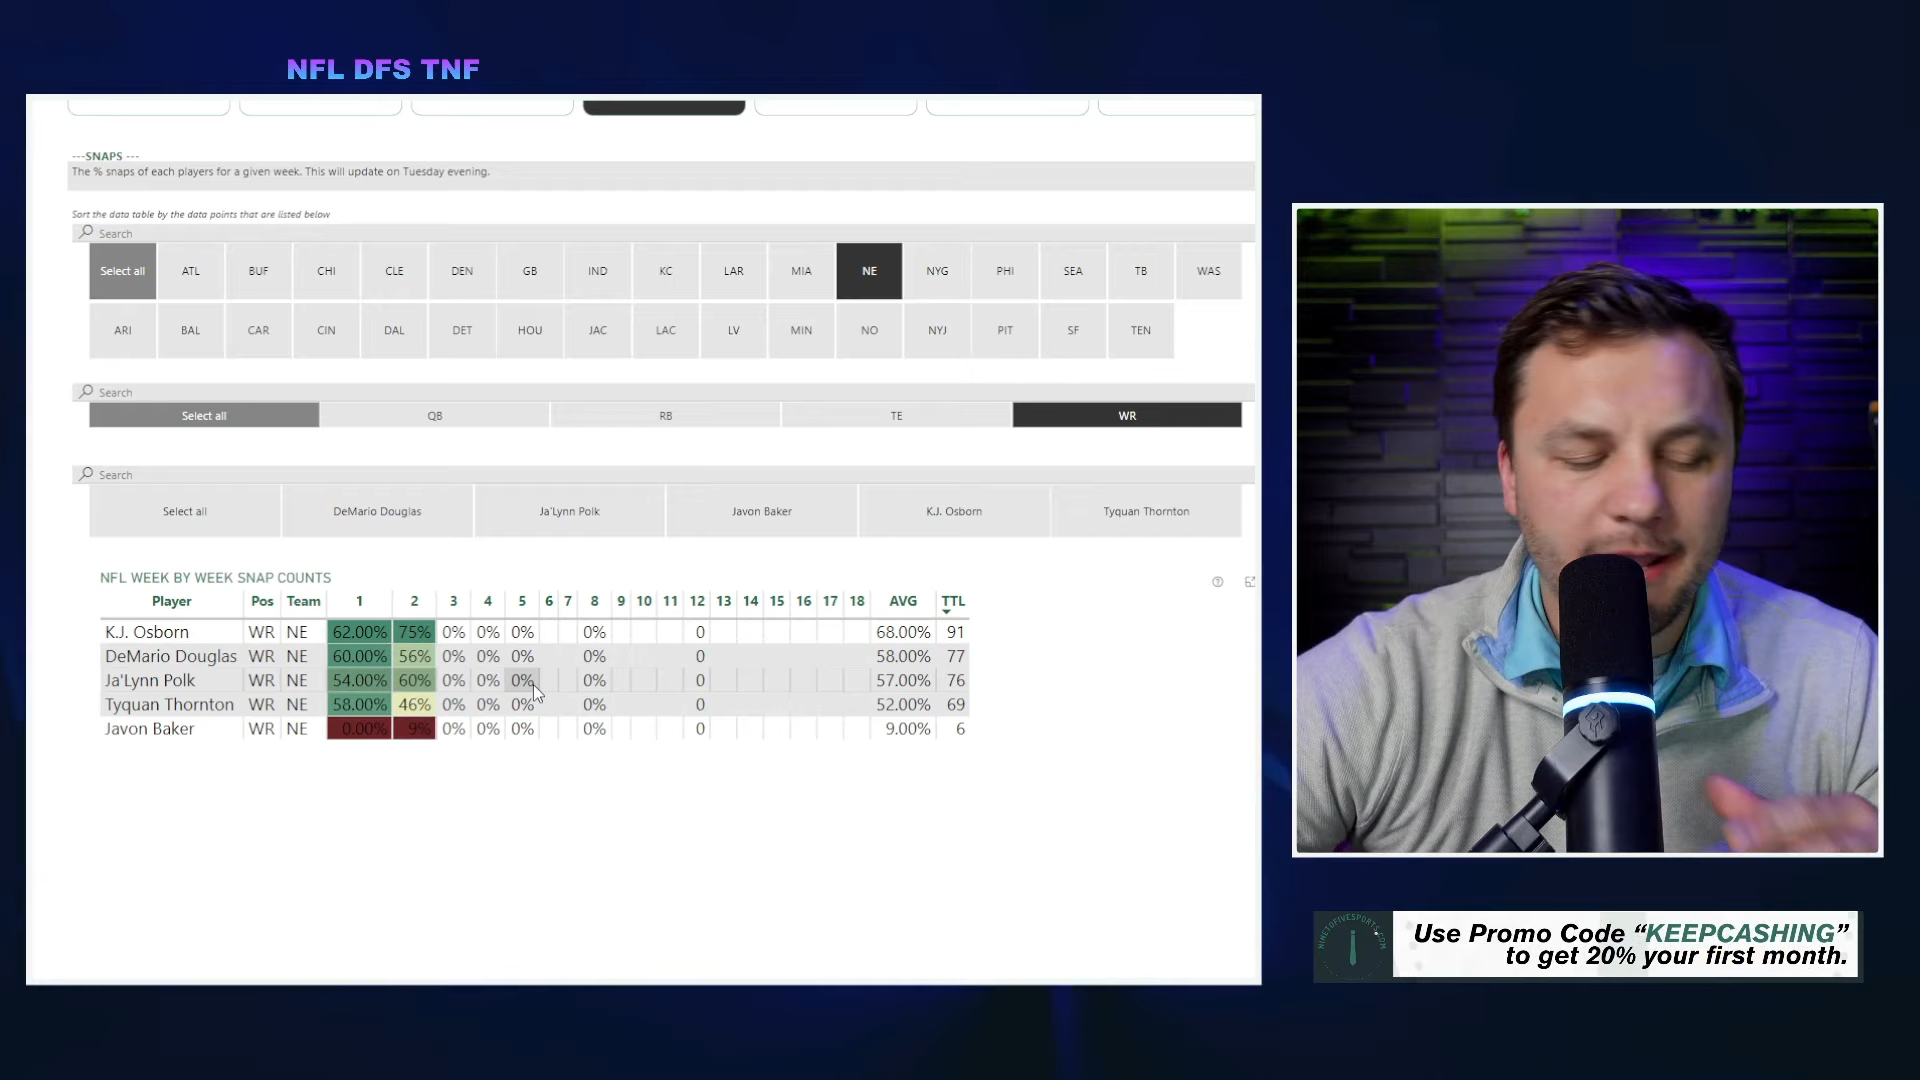 NFL DFS TNF
---SNAPS ---
The % snaps of each players for a given week. This will update on Tuesday evening.
Sort the data table by the data points that are listed below
Search
Select all ATL BUF CHI CLE DEN GB IND KC LAR MIA NE NYG PHI SEA TB WAS
ARI BAL CAR CIN DAL DET HOU JAC LAC LV MIN NO NYJ PIT SF TEN
Search
Select all QB RB TE WR
Search
Select all DeMario Douglas Ja'Lynn Polk Javon Baker K.J. Osborn Tyquan Thornton
NFL WEEK BY WEEK SNAP COUNTS
Player Pos Team 1 2 3 4 5 6 7 8 9 10 11 12 13 14 15 16 17 18 AVG TTL
K.J. Osborn WR NE 62.00% 75% 0% 0% 0% 0% 0 68.00% 91
DeMario Douglas WR NE 60.00% 56% 0% 0% 0% 0% 0 58.00% 77
Ja'Lynn Polk WR NE 54.00% 60% 0% 0% 0% 0% 0 57.00% 76
Tyquan Thornton WR NE 58.00% 46% 0% 0% 0% 0% 0 52.00% 69
Javon Baker WR NE 0.00% 9% 0% 0% 0% 0% 0 9.00% 6
NINETOFIVESPORTS.COM
Use Promo Code “KEEPCASHING”
to get 20% your first month.